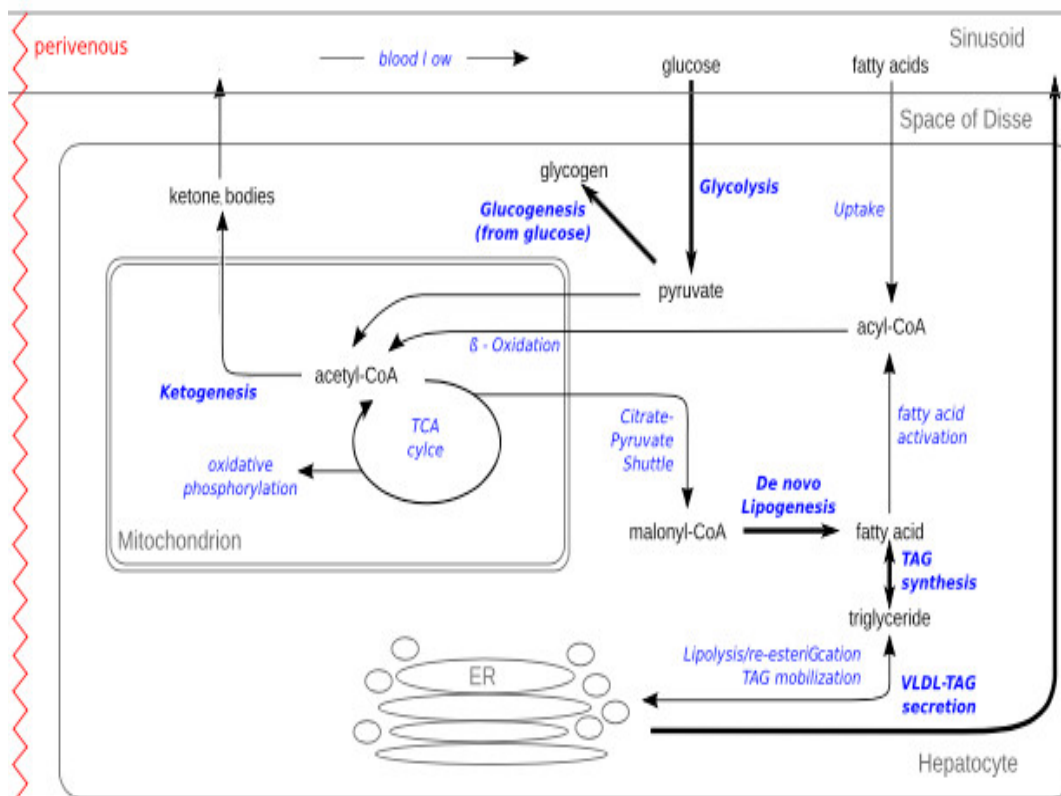 perivenous
blood l ow
Sinusoid
glucose
fatty acids
Space of Disse
glycogen
ketone bodies
Glycolysis
Glucogenesis
(from glucose)
Uptake
pyruvate
acyl-CoA
ß - Oxidation
acetyl-CoA
Ketogenesis
TCA
cylce
Citrate-
Pyruvate
Shuttle
fatty acid
activation
oxidative
phosphorylation
De novo
Lipogenesis
Mitochondrion
malonyl-CoA
fatty acid
TAG
synthesis
triglyceride
Lipolysis/re-esteriGcation
TAG mobilization
ER
VLDL-TAG
secretion
Hepatocyte